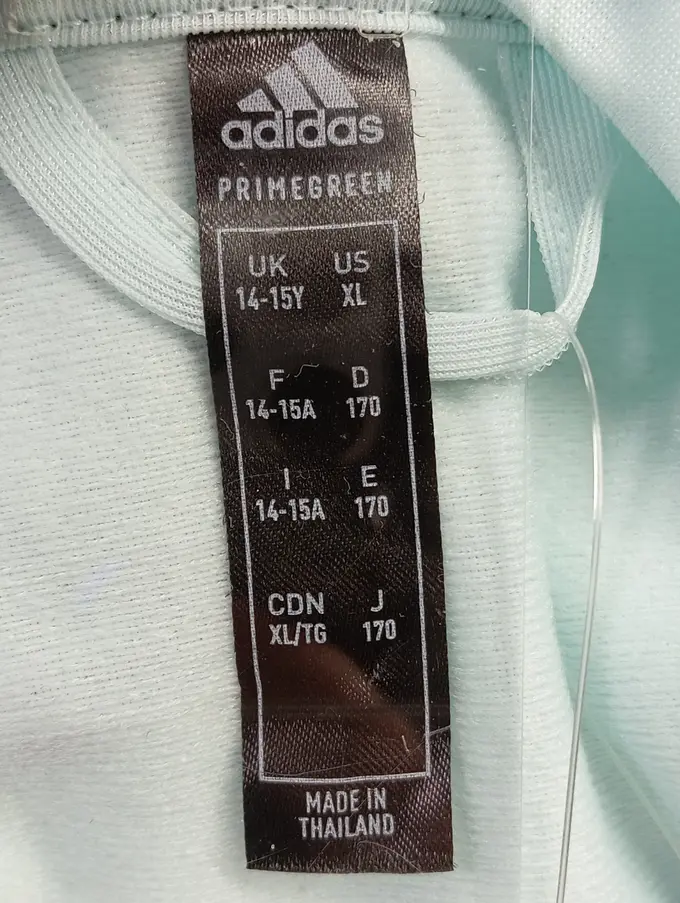 adidas
PRIMEGREEN
UK US
14-15Y XL
F D
14-15A 170
I E
14-15A 170
CDN J
XL/TG 170
MADE IN
THAILAND